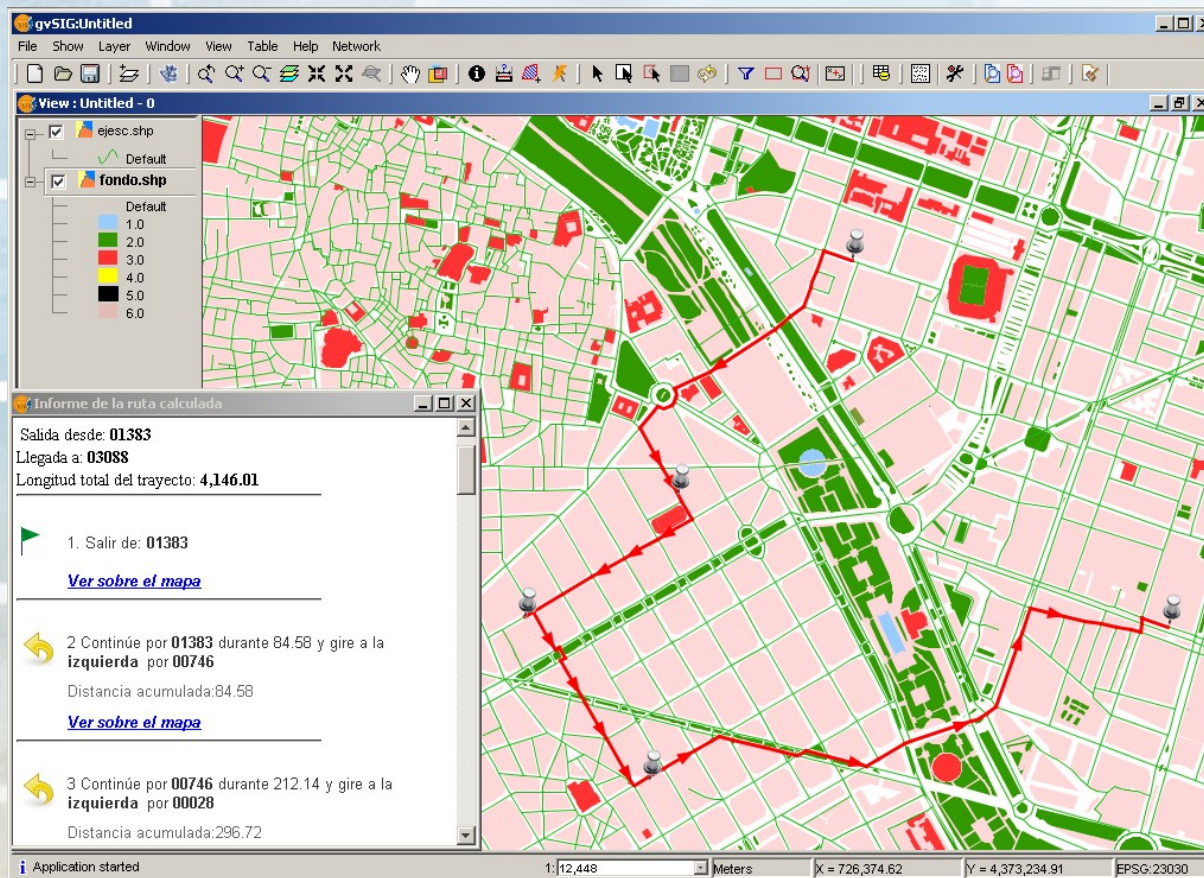 gvSIG:Untitled
File Show Layer Window View Table Help Network
View : Untitled - 0
ejesc.shp
Default
fondo.shp
Default
1.0
2.0
3.0
4.0
5.0
6.0
Informe de la ruta calculada
Salida desde: 01383
Llegada a: 03088
Longitud total del trayecto: 4,146.01
1. Salir de: 01383
Ver sobre el mapa
2 Continúe por 01383 durante 84.58 y gire a la
izquierda por 00746
Distancia acumulada:84.58
Ver sobre el mapa
3 Continúe por 00746 durante 212.14 y gire a la
izquierda por 00028
Distancia acumulada:296.72
Application started
1: 12,448
Meters
X = 726,374.62
Y = 4,373,234.91
EPSG:23030